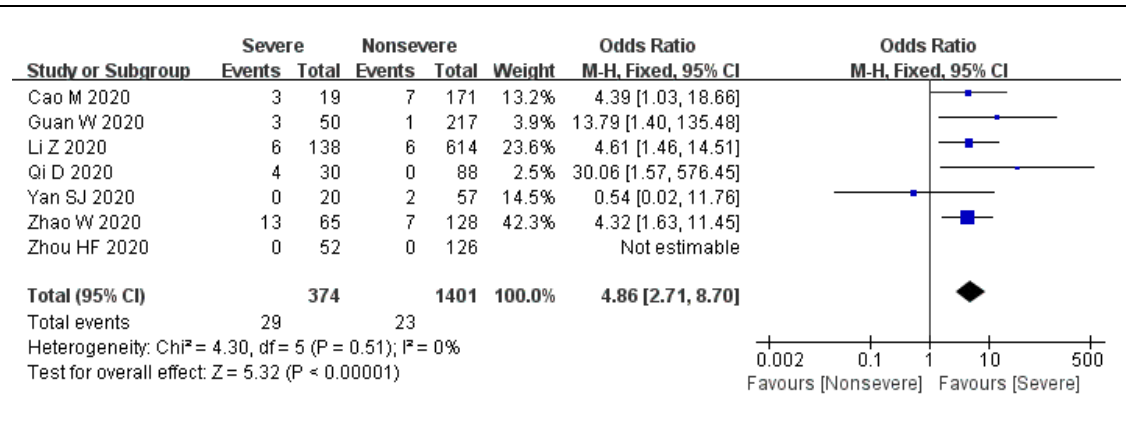 Severe Nonsevere Odds Ratio Odds Ratio
Study or Subgroup Events Total Events Total Weight M-H, Fixed, 95% CI M-H, Fixed, 95% CI
Cao M 2020 3 19 7 171 13.2% 4.39 [1.03, 18.66]
Guan W 2020 3 50 1 217 3.9% 13.79 [1.40, 135.48]
Li Z 2020 6 138 6 614 23.6% 4.61 [1.46, 14.51]
Qi D 2020 4 30 0 88 2.5% 30.06 [1.57, 576.45]
Yan SJ 2020 0 20 2 57 14.5% 0.54 [0.02, 11.76]
Zhao W 2020 13 65 7 128 42.3% 4.32 [1.63, 11.45]
Zhou HF 2020 0 52 0 126 Not estimable
Total (95% CI) 374 1401 100.0% 4.86 [2.71, 8.70]
Total events 29 23
Heterogeneity: Chi² = 4.30, df = 5 (P = 0.51); I² = 0%
Test for overall effect: Z = 5.32 (P < 0.00001)
0.002 0.1 1 10 500
Favours [Nonsevere] Favours [Severe]